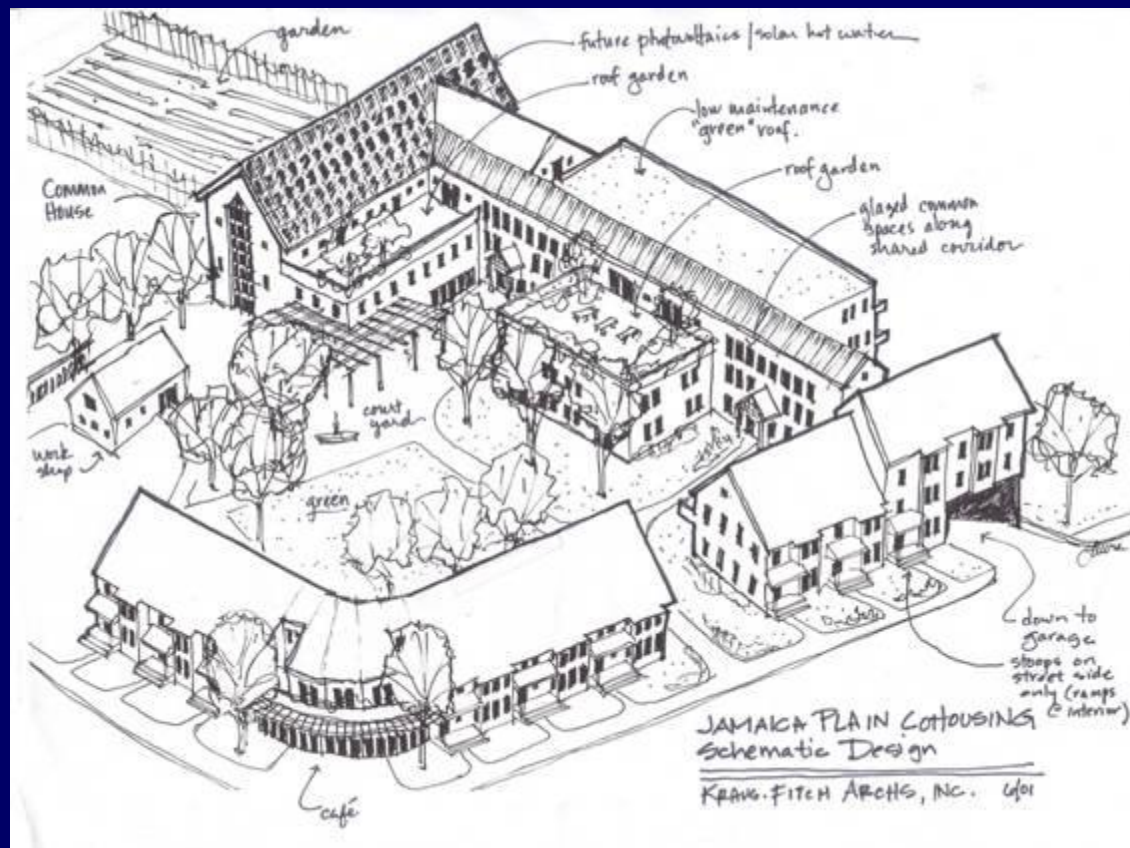 garden
future photovoltaics/solar hot water
roof garden
low maintenance
"green" roof.
roof garden
glazed common
spaces along
shared corridor
Common
House
work
shop
court
yard
green
down to
garage
stoops on
street side
only (ramps
@ interior)
café
JAMAICA PLAIN COHOUSING
Schematic Design
KRAUS-FITCH ARCHS, INC. 6/01